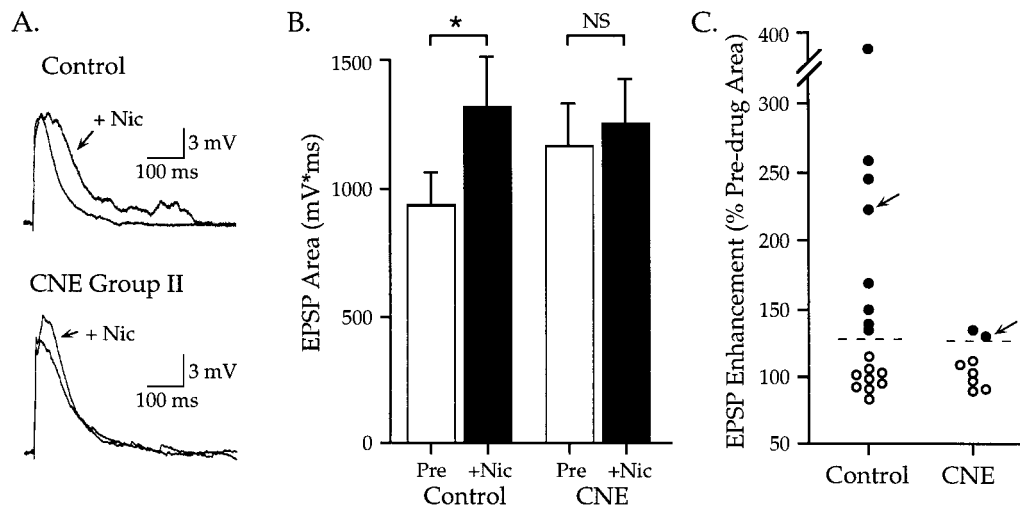 A.
Control
+ Nic
3 mV
100 ms
CNE Group II
+ Nic
3 mV
100 ms
B.
*
NS
EPSP Area (mV*ms)
1500
1000
500
0
Pre
+Nic
Pre
+Nic
Control
CNE
C.
EPSP Enhancement (% Pre-drug Area)
400
300
250
200
150
100
50
Control
CNE